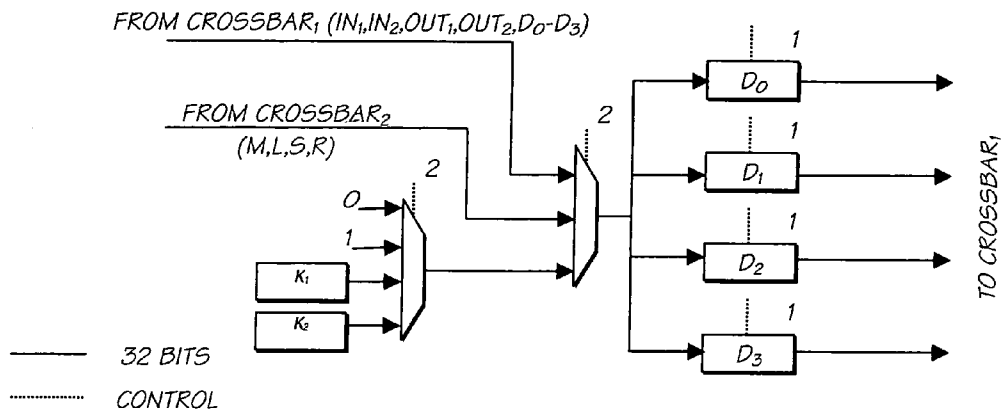 FROM CROSSBAR₁ (IN₁,IN₂,OUT₁,OUT₂,D₀-D₃)
1
D₀
FROM CROSSBAR₂
(M,L,S,R)
2
1
D₁
2
0
1
K₁
K₂
1
D₂
1
D₃
TO CROSSBAR₁
32 BITS
CONTROL